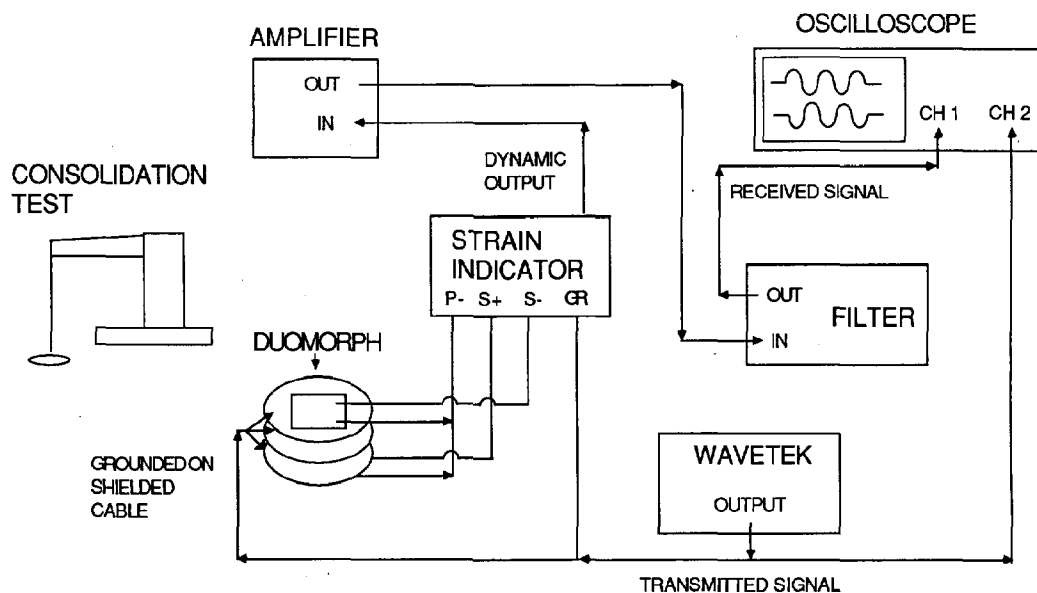 OSCILLOSCOPE
AMPLIFIER
OUT
IN
CH 1
CH 2
DYNAMIC
OUTPUT
CONSOLIDATION
TEST
RECEIVED SIGNAL
STRAIN
INDICATOR
P- S+ S- GR
OUT
FILTER
IN
DUOMORPH
GROUNDED ON
SHIELDED
CABLE
WAVETEK
OUTPUT
TRANSMITTED SIGNAL